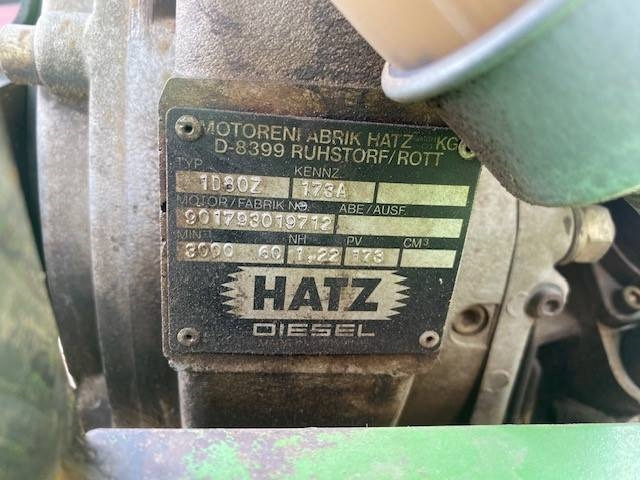 MOTORENFABRIK HATZ KG
D-8399 RUHSTORF/ROTT
TYP KENNZ.
1D80Z 173A
MOTOR/FABRIK NO. ABE/AUSF.
901793019712
MIN NH PV CM³
3000 60 1,22 173
HATZ
DIESEL